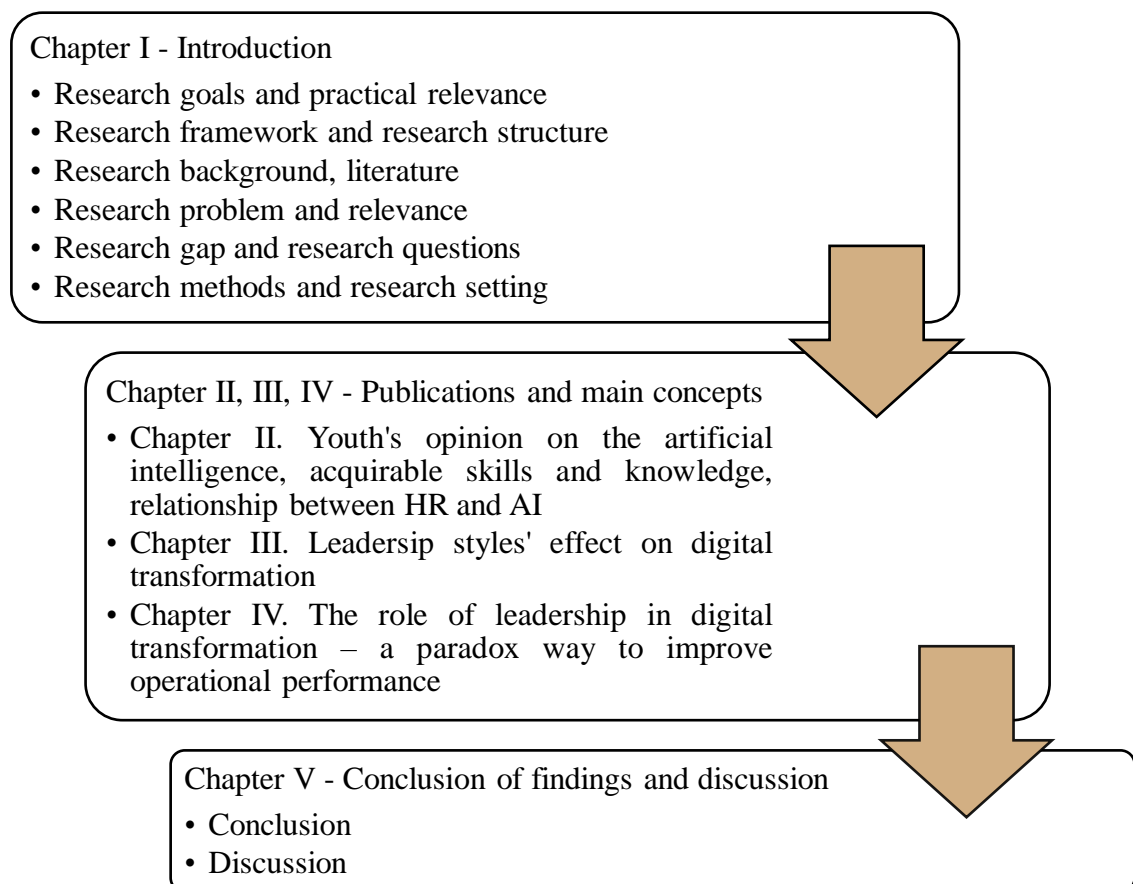 Chapter I - Introduction
• Research goals and practical relevance
• Research framework and research structure
• Research background, literature
• Research problem and relevance
• Research gap and research questions
• Research methods and research setting
Chapter II, III, IV - Publications and main concepts
• Chapter II. Youth's opinion on the artificial
intelligence, acquirable skills and knowledge,
relationship between HR and AI
• Chapter III. Leadersip styles' effect on digital
transformation
• Chapter IV. The role of leadership in digital
transformation – a paradox way to improve
operational performance
Chapter V - Conclusion of findings and discussion
• Conclusion
• Discussion